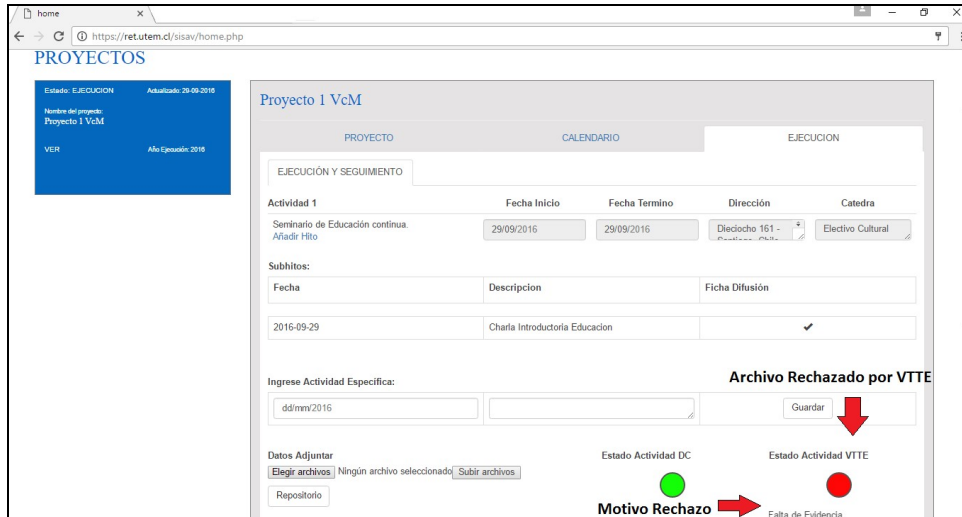 home
https://ret.utem.cl/sisav/home.php
PROYECTOS
Estado: EJECUCION Actualizado: 29-09-2016
Nombre del proyecto:
Proyecto 1 VcM
VER Año Ejecución: 2016
Proyecto 1 VcM
PROYECTO CALENDARIO EJECUCION
EJECUCIÓN Y SEGUIMIENTO
Actividad 1 Fecha Inicio Fecha Termino Dirección Catedra
Seminario de Educación continua. 29/09/2016 29/09/2016 Dieciocho 161 - Electivo Cultural
Añadir Hito Santiago, Chile
Subhitos:
Fecha Descripcion Ficha Difusión
2016-09-29 Charla Introductoria Educacion
Archivo Rechazado por VTTE
Ingrese Actividad Específica:
dd/mm/2016 Guardar
Datos Adjuntar Estado Actividad DC Estado Actividad VTTE
Elegir archivos Ningún archivo seleccionado Subir archivos
Repositorio
Motivo Rechazo Falta de Evidencia